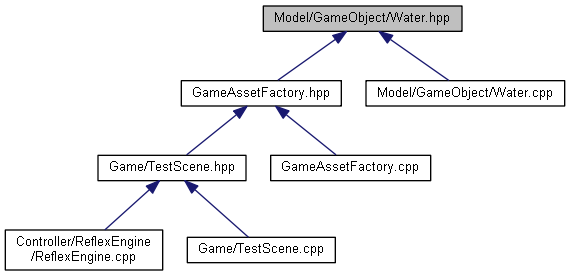 Model/GameObject/Water.hpp
GameAssetFactory.hpp
Model/GameObject/Water.cpp
Game/TestScene.hpp
GameAssetFactory.cpp
Controller/ReflexEngine
/ReflexEngine.cpp
Game/TestScene.cpp